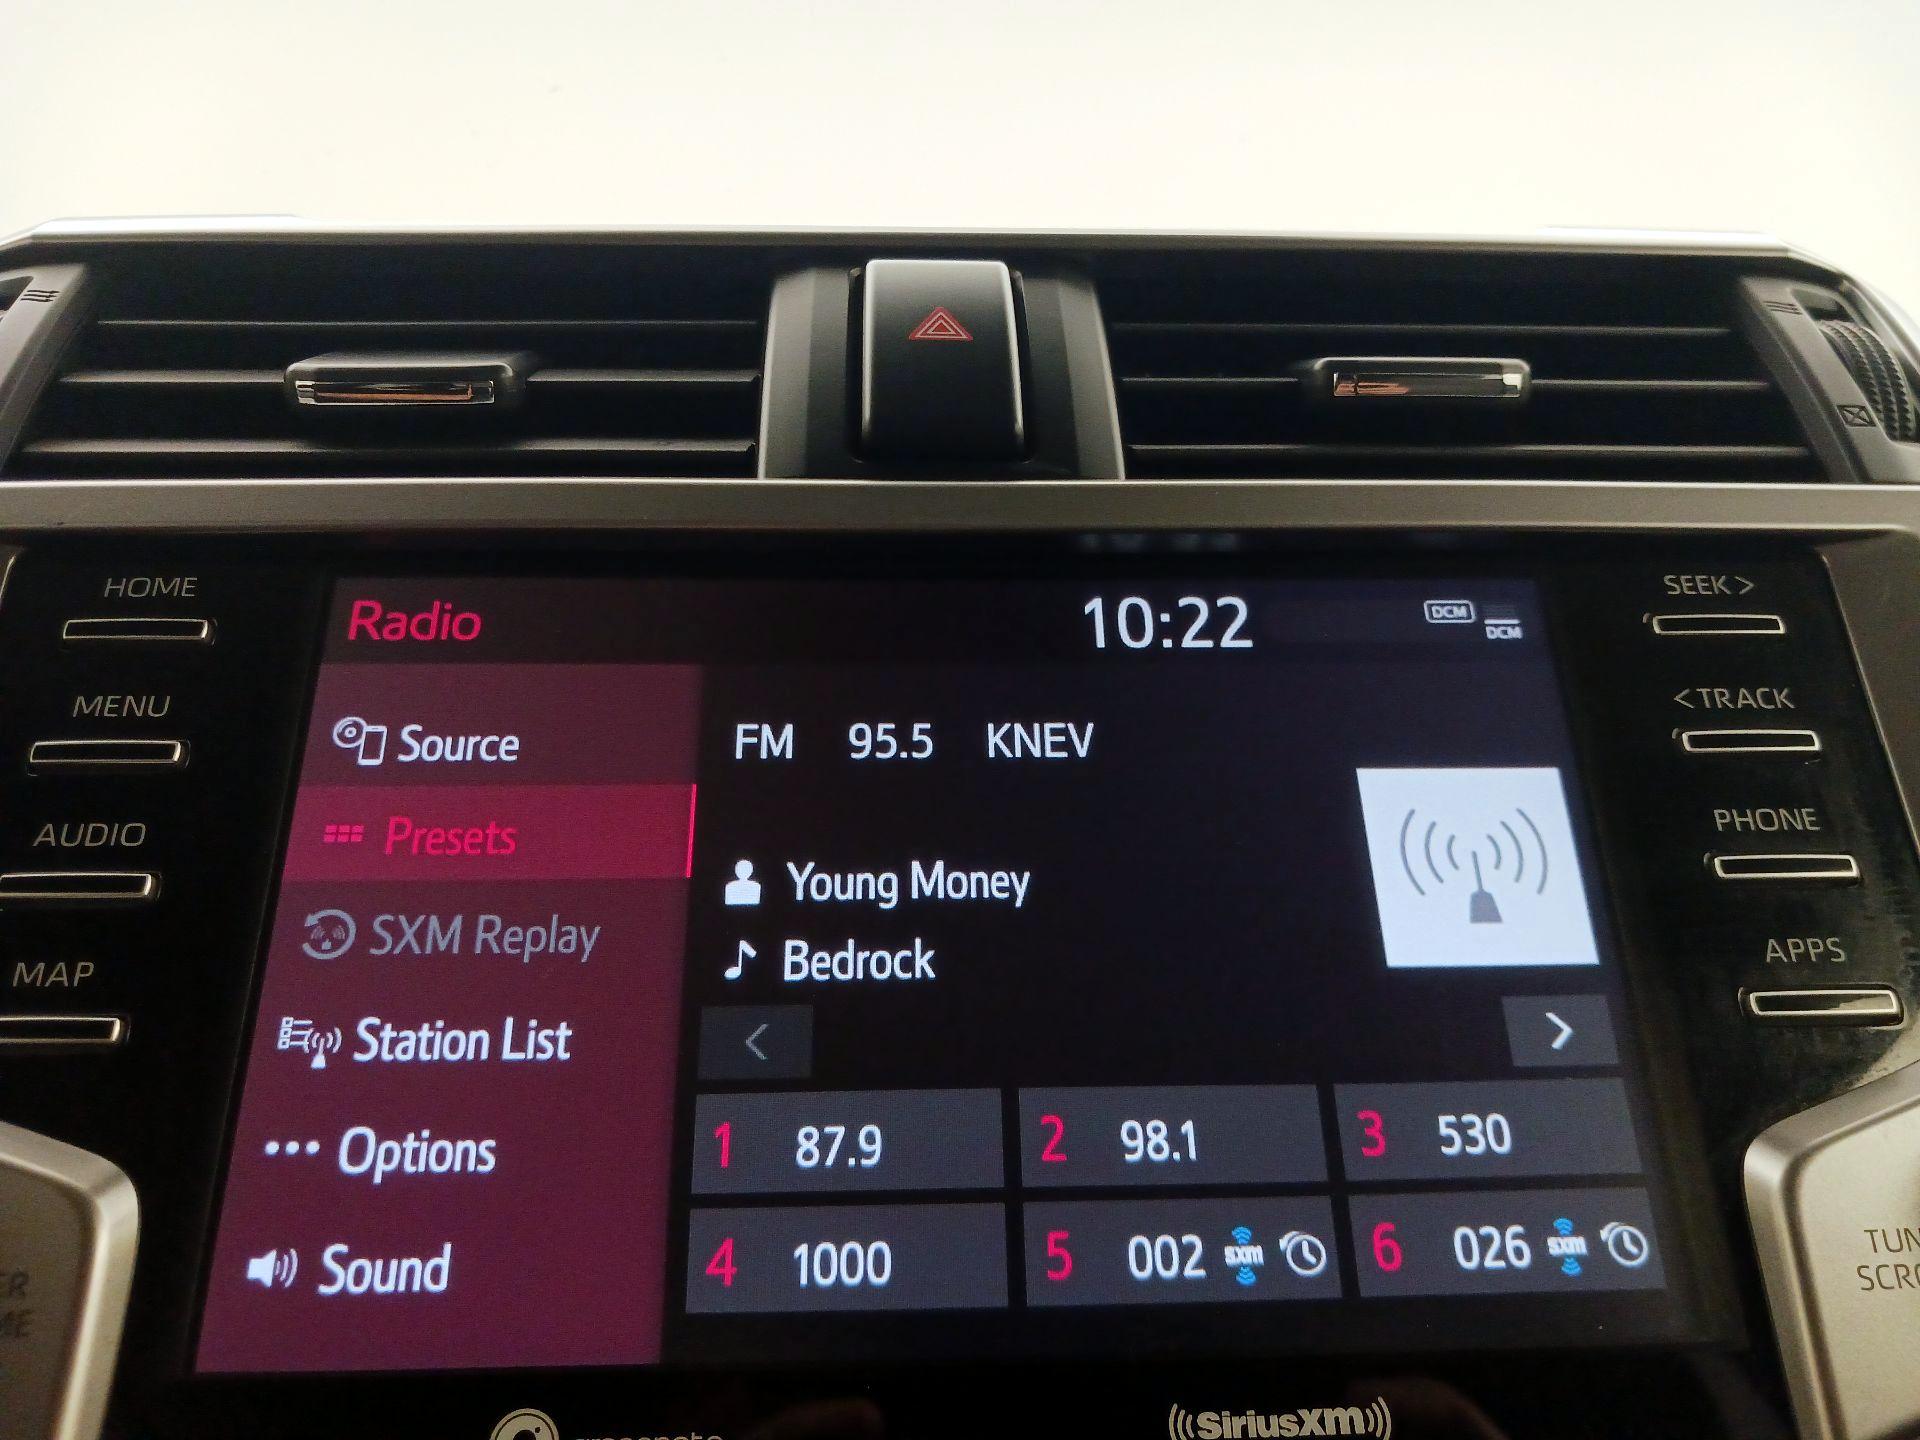 HOME
MENU
AUDIO
MAP
Radio
10:22
DCM
DCM
Source
Presets
SXM Replay
Station List
Options
Sound
FM 95.5 KNEV
Young Money
Bedrock
<
>
1 87.9
2 98.1
3 530
4 1000
5 002 sxm
6 026 sxm
SEEK >
< TRACK
PHONE
APPS
SiriusXM